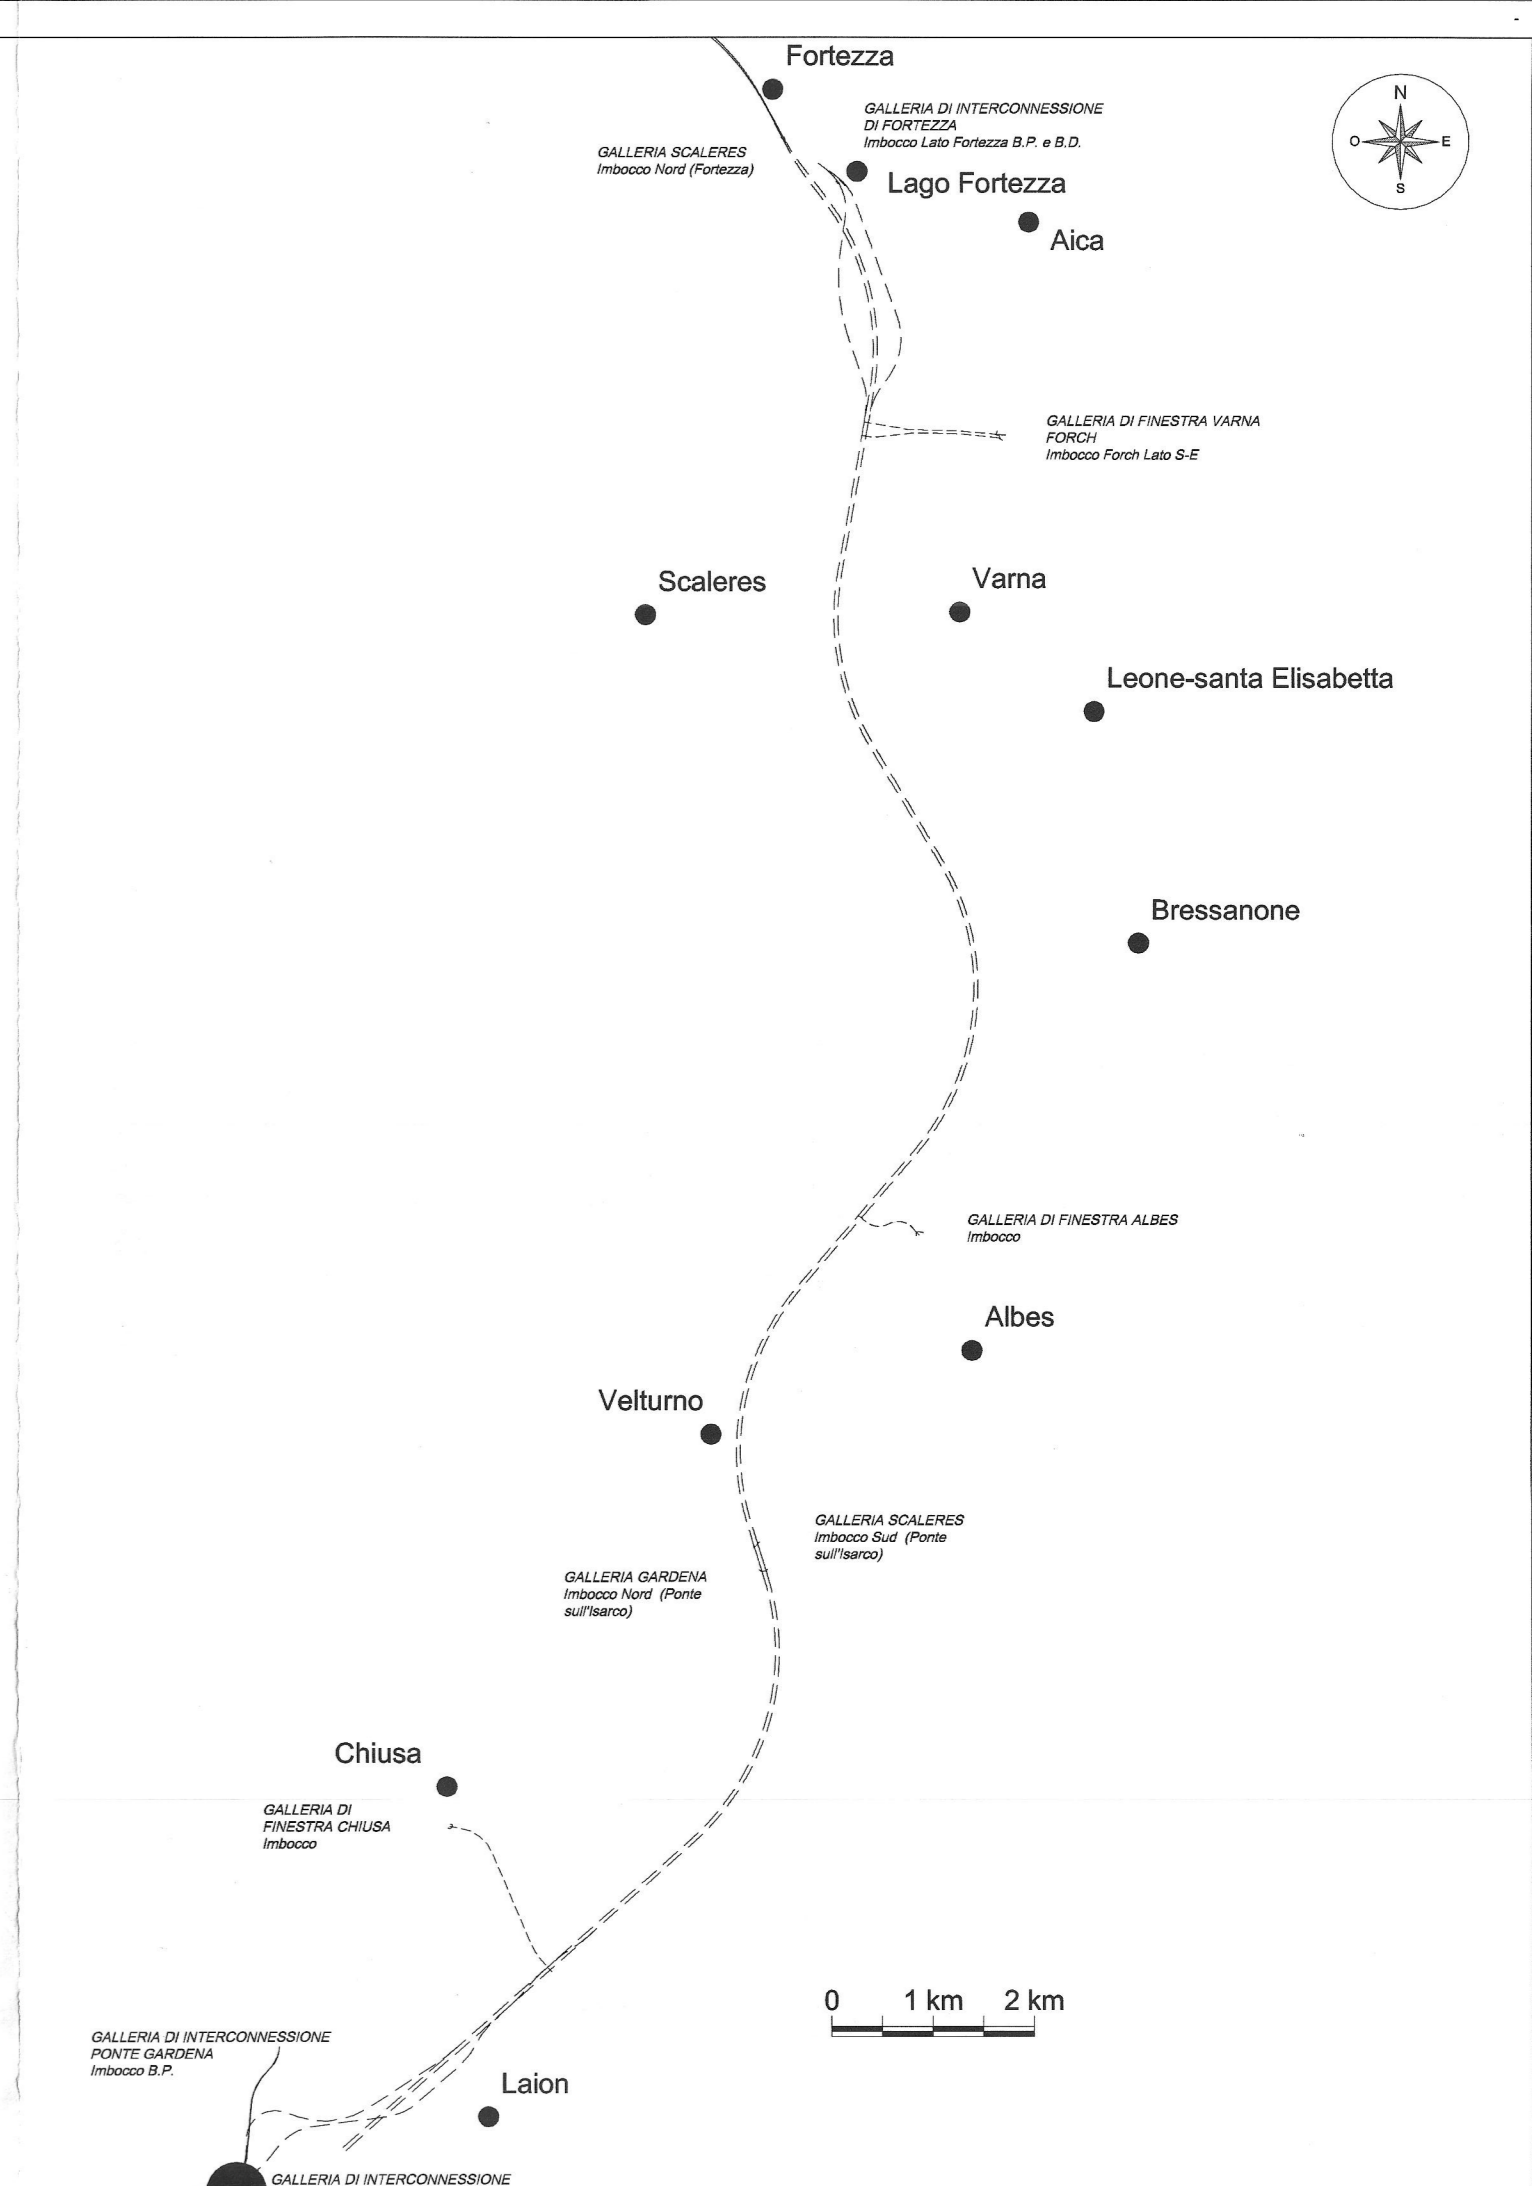 Fortezza
GALLERIA DI INTERCONNESSIONE
DI FORTEZZA
Imbocco Lato Fortezza B.P. e B.D.
N
O
E
S
GALLERIA SCALERES
Imbocco Nord (Fortezza)
Lago Fortezza
Aica
GALLERIA DI FINESTRA VARNA
FORCH
Imbocco Forch Lato S-E
Scaleres
Varna
Leone-santa Elisabetta
Bressanone
GALLERIA DI FINESTRA ALBES
Imbocco
Albes
Velturno
GALLERIA SCALERES
Imbocco Sud (Ponte
sull'Isarco)
GALLERIA GARDENA
Imbocco Nord (Ponte
sull'Isarco)
Chiusa
GALLERIA DI
FINESTRA CHIUSA
Imbocco
0 1 km 2 km
GALLERIA DI INTERCONNESSIONE
PONTE GARDENA
Imbocco B.P.
Laion
GALLERIA DI INTERCONNESSIONE